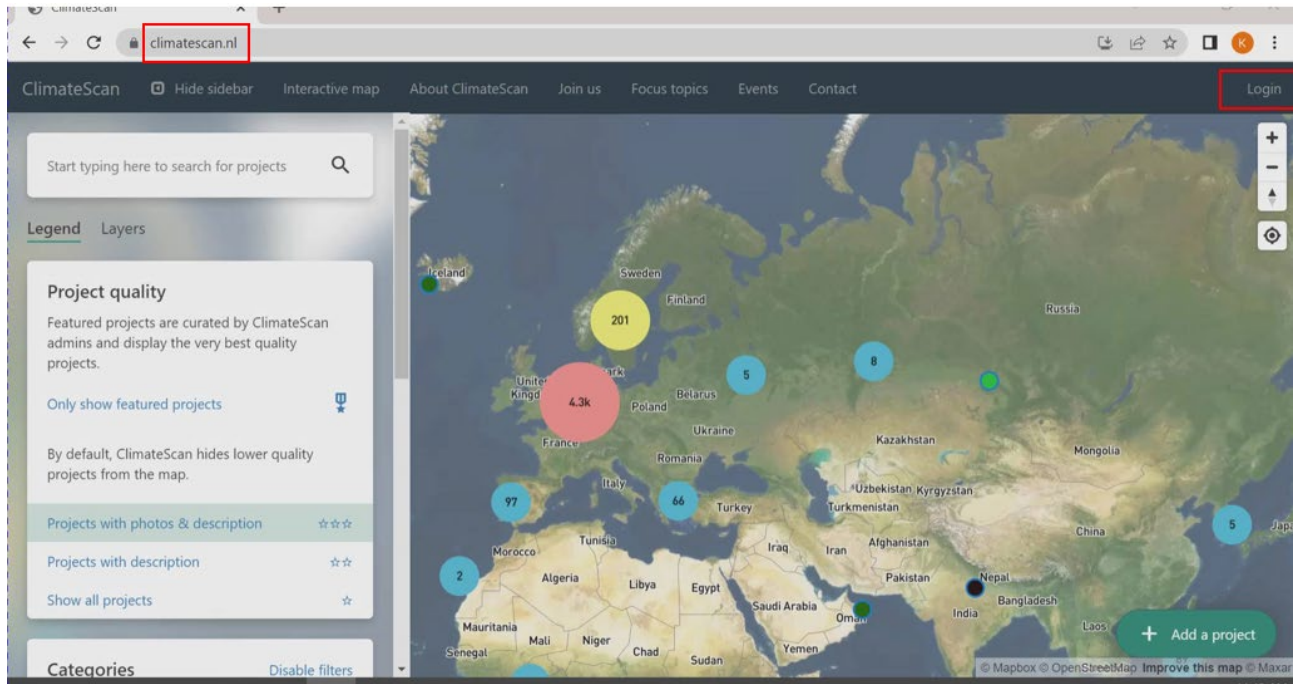 ClimateScan
climatescan.nl
K
ClimateScan Hide sidebar Interactive map About ClimateScan Join us Focus topics Events Contact Login
Start typing here to search for projects
Legend Layers
Project quality
Featured projects are curated by ClimateScan
admins and display the very best quality
projects.
Only show featured projects
By default, ClimateScan hides lower quality
projects from the map.
Projects with photos & description
Projects with description
Show all projects
Categories Disable filters
Iceland
Sweden
Finland
Russia
201
8
5
4.3k
Belarus
Poland
Ukraine
France
Kazakhstan
Mongolia
Romania
Italy
Uzbekistan Kyrgyzstan
97
66
Turkey
Turkmenistan
5
China
Tunisia
Afghanistan
Morocco
Iraq
Iran
2
Algeria
Libya
Egypt
Pakistan
Nepal
Bangladesh
Saudi Arabia
Oman
India
Mauritania
Laos
Mali
Niger
Yemen
Senegal
Chad
Sudan
+ Add a project
© Mapbox © OpenStreetMap Improve this map © Maxar